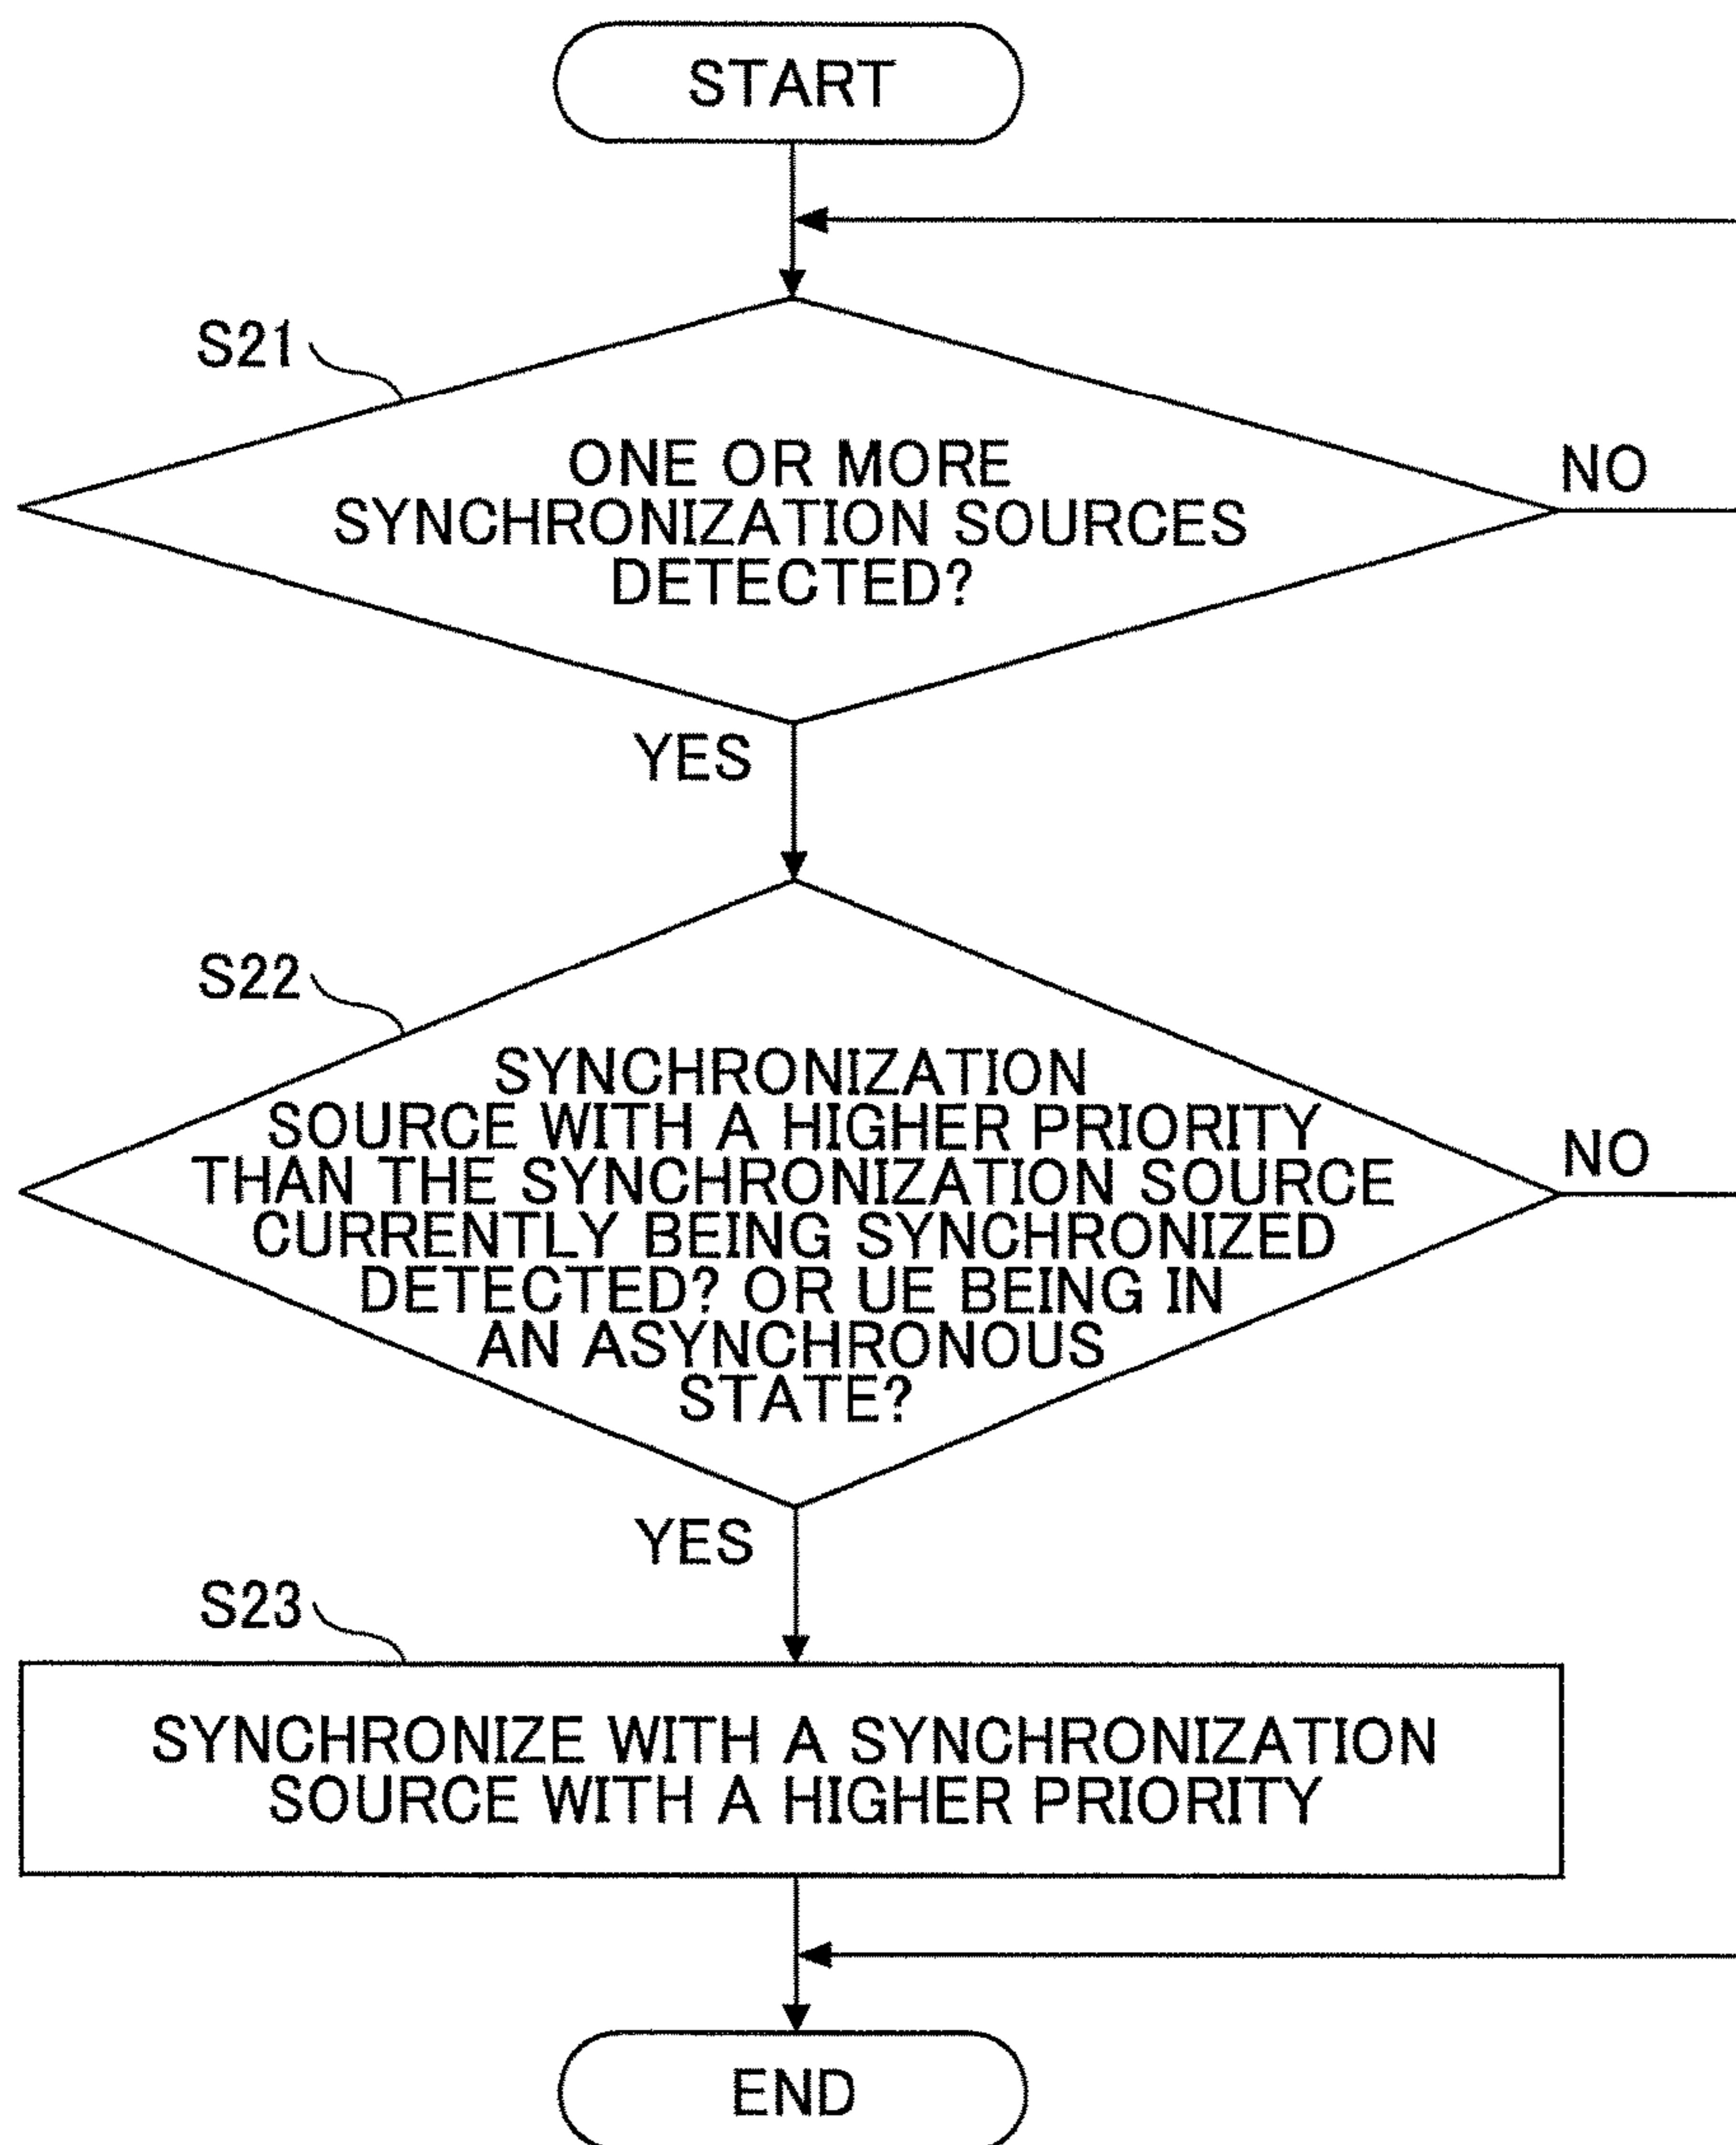 START
S21
ONE OR MORE
SYNCHRONIZATION SOURCES
DETECTED?
NO
YES
S22
SYNCHRONIZATION
SOURCE WITH A HIGHER PRIORITY
THAN THE SYNCHRONIZATION SOURCE
CURRENTLY BEING SYNCHRONIZED
DETECTED? OR UE BEING IN
AN ASYNCHRONOUS
STATE?
NO
YES
S23
SYNCHRONIZE WITH A SYNCHRONIZATION
SOURCE WITH A HIGHER PRIORITY
END